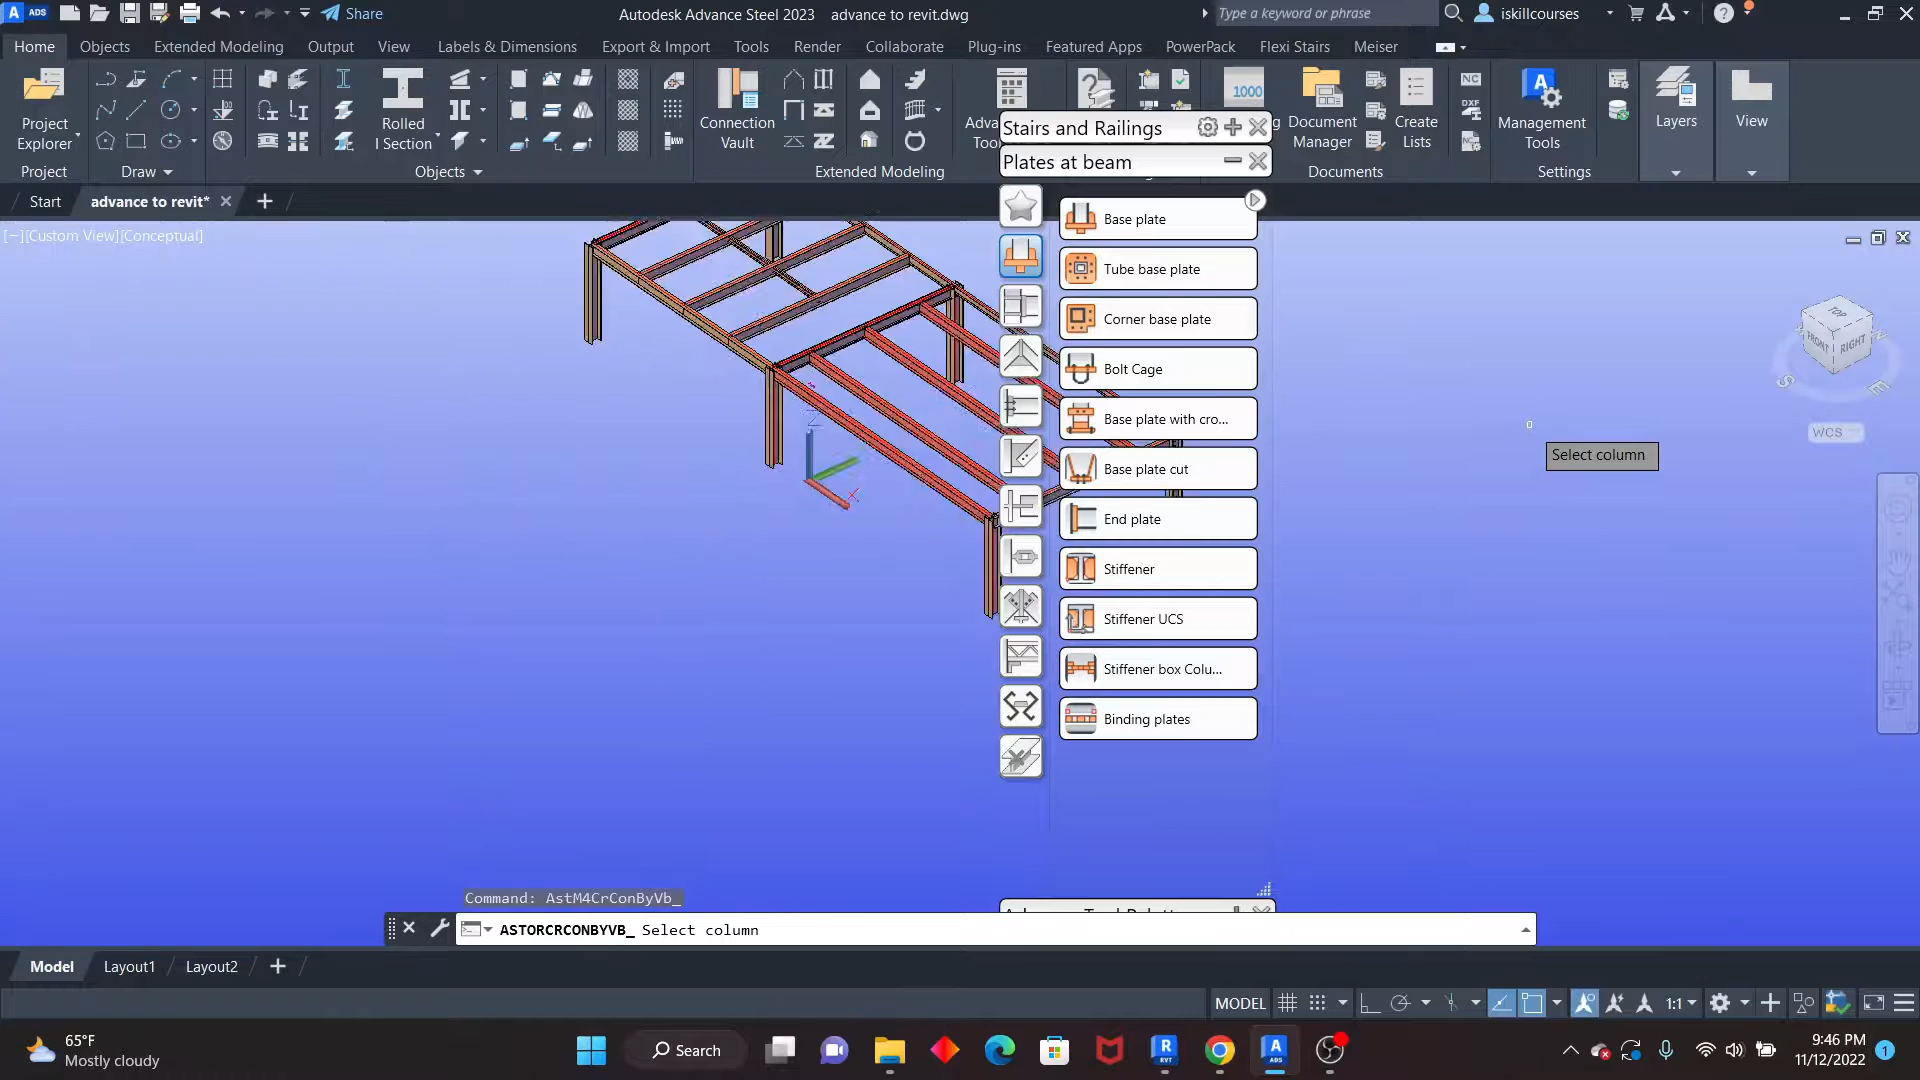 A ADS
Share
Autodesk Advance Steel 2023 advance to revit.dwg
Type a keyword or phrase
iskillcourses
Home Objects Extended Modeling Output View Labels & Dimensions Export & Import Tools Render Collaborate Plug-ins Featured Apps PowerPack Flexi Stairs Meiser
Project Explorer
Rolled I Section
Connection Vault
1000
Document Manager
Create Lists
NC
DXF
Management Tools
Layers
View
Project
Draw
Objects
Extended Modeling
Documents
Settings
Stairs and Railings
Plates at beam
Start
advance to revit*
[−][Custom View][Conceptual]
Base plate
Tube base plate
Corner base plate
Bolt Cage
Base plate with cro...
Base plate cut
End plate
Stiffener
Stiffener UCS
Stiffener box Colu...
Binding plates
TOP
FRONT
RIGHT
S
E
WCS
X
Z
Select column
Command: AstM4CrConByVb_
ASTORCRCONBYVB_ Select column
Model Layout1 Layout2
MODEL
1:1
65°F
Mostly cloudy
Search
R
RVT
A
ADS
9:46 PM
11/12/2022
1